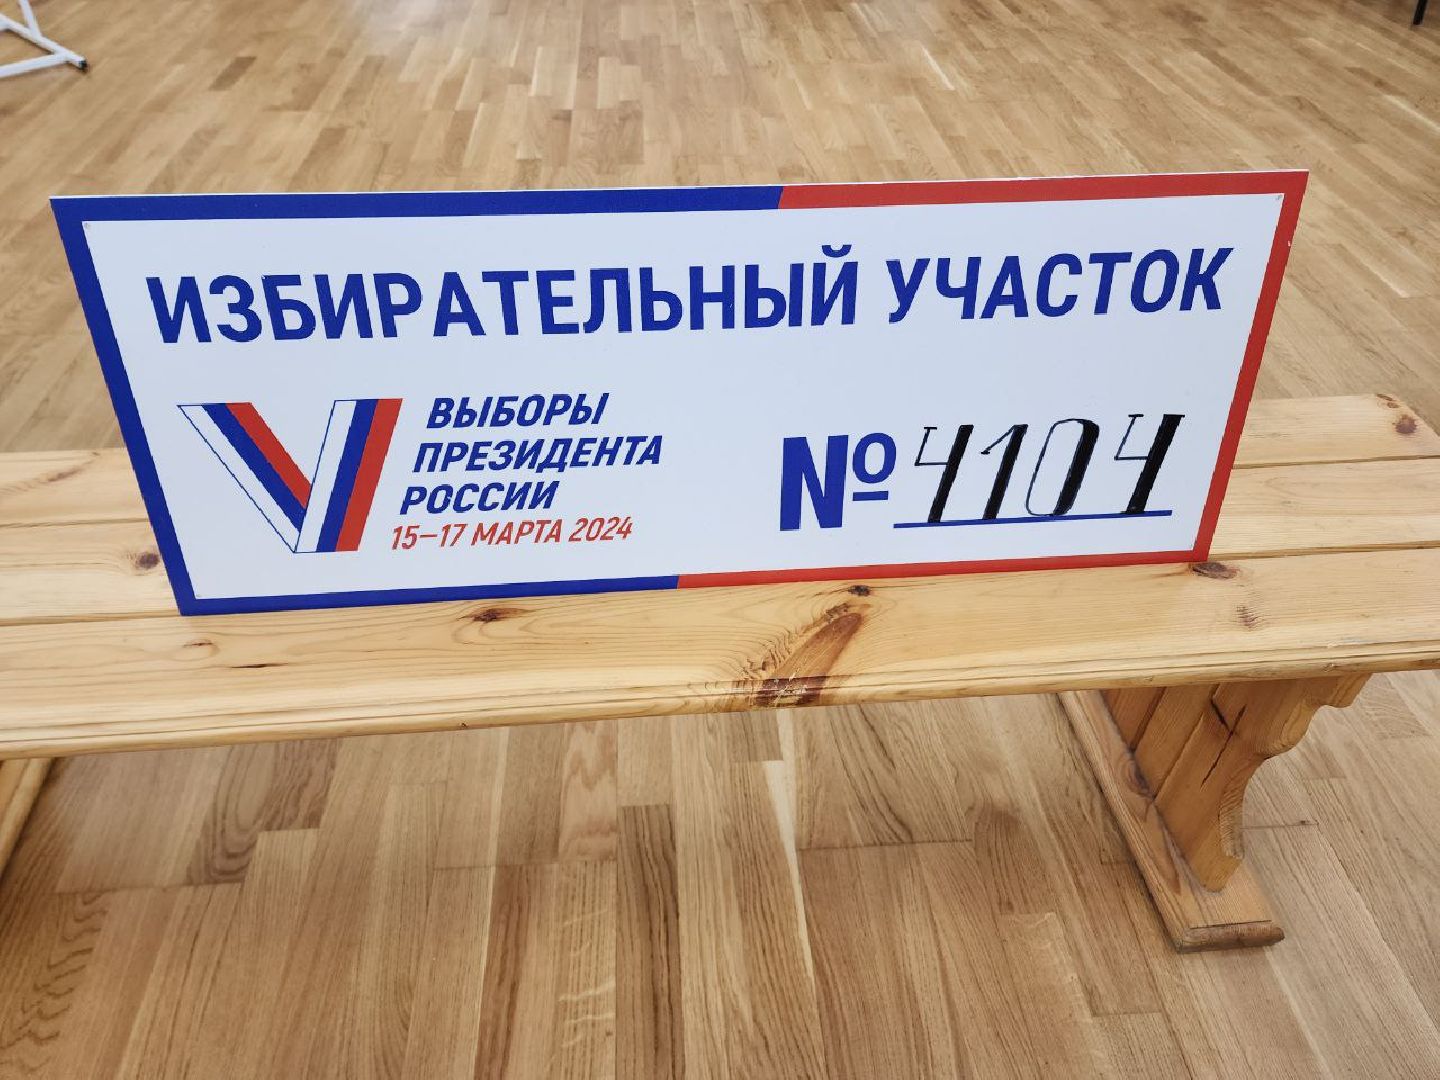 ИЗБИРАТЕЛЬНЫЙ УЧАСТОК
ВЫБОРЫ
ПРЕЗИДЕНТА
РОССИИ
15–17 МАРТА 2024
№ 4104